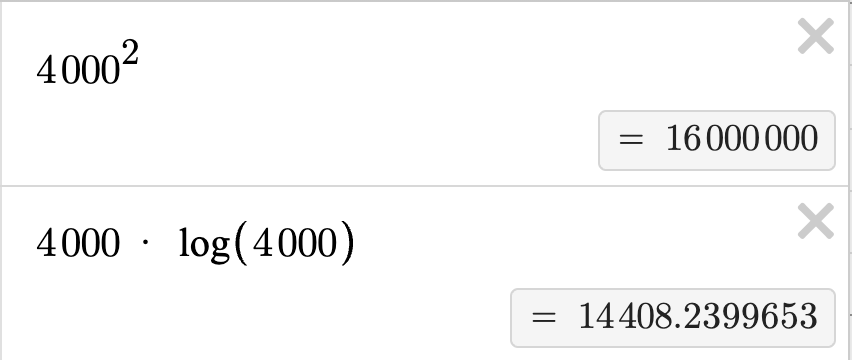 4000²
= 16000000
4000 · log(4000)
= 14408.2399653